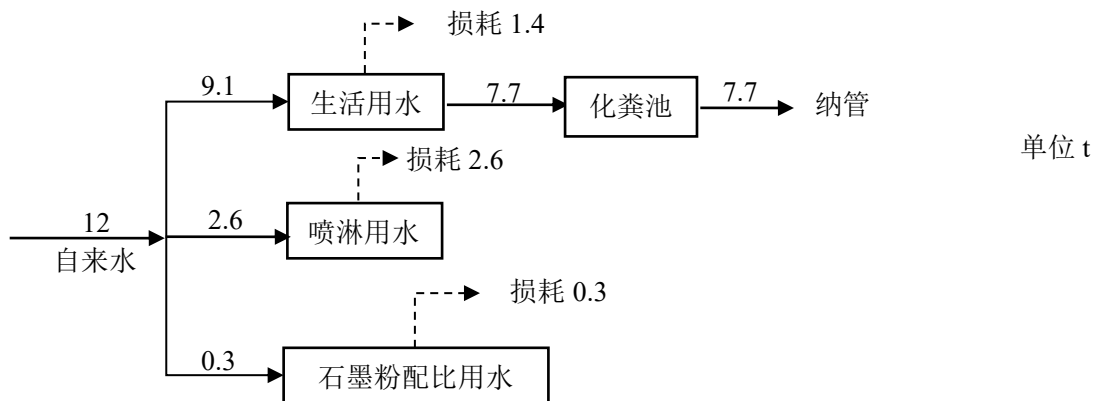 损耗 1.4
9.1
生活用水
7.7
化粪池
7.7
纳管
单位 t
损耗 2.6
12
自来水
2.6
喷淋用水
损耗 0.3
0.3
石墨粉配比用水